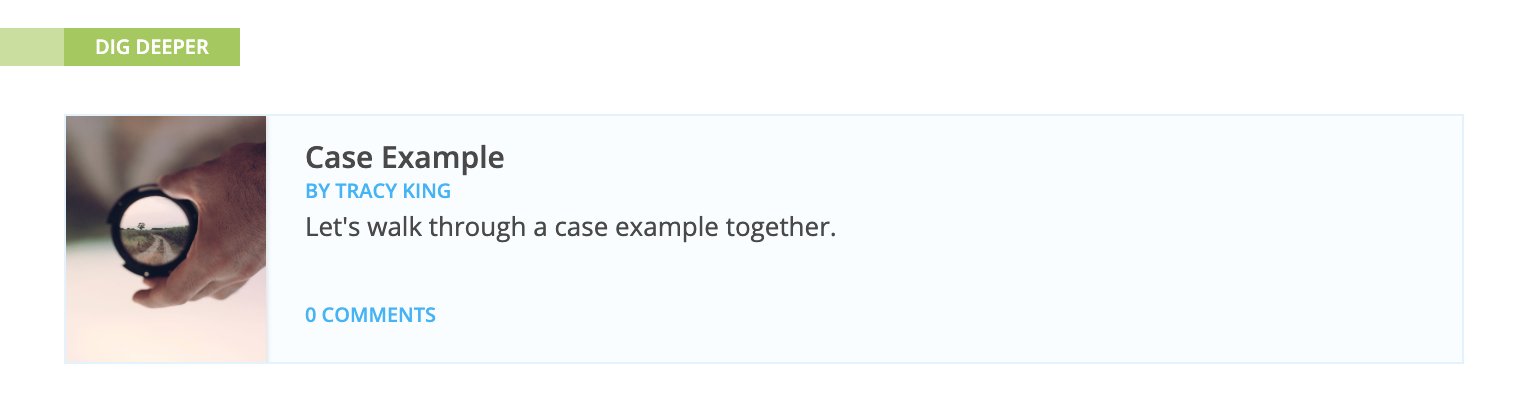 DIG DEEPER
Case Example
BY TRACY KING
Let's walk through a case example together.
0 COMMENTS